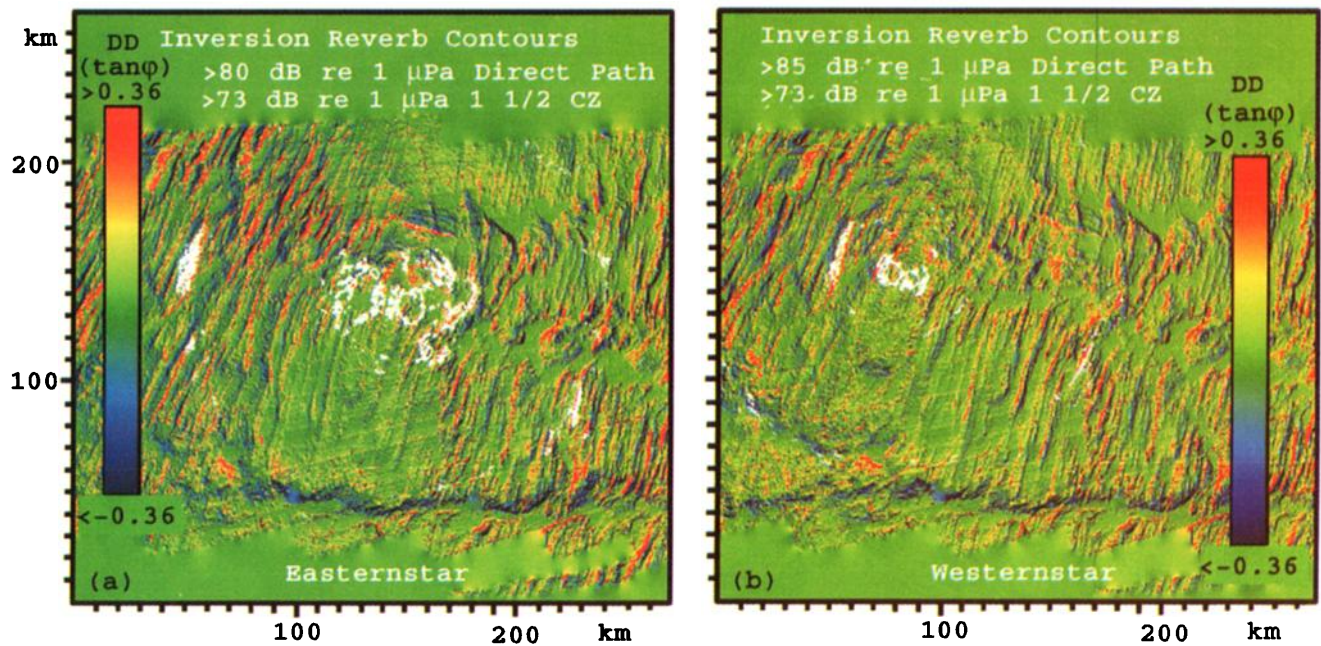 km
DD
(tanφ)
>0.36
Inversion Reverb Contours
>80 dB re 1 µPa Direct Path
>73 dB re 1 µPa 1 1/2 CZ
200
100
<-0.36
(a)
Easternstar
100
200
km
Inversion Reverb Contours
>85 dB re 1 µPa Direct Path
>73 dB re 1 µPa 1 1/2 CZ
DD
(tanφ)
>0.36
<-0.36
(b)
Westernstar
100
200
km